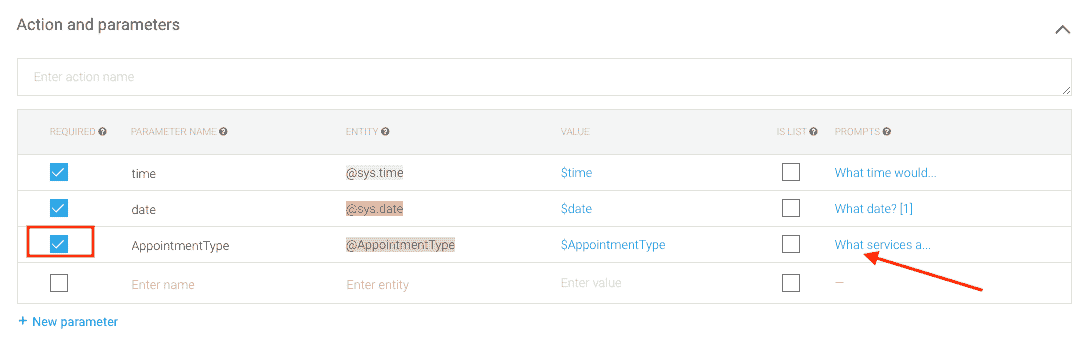 Action and parameters
Enter action name
REQUIRED PARAMETER NAME ENTITY VALUE IS LIST PROMPTS
time @sys.time $time What time would...
date @sys.date $date What date? [1]
AppointmentType @AppointmentType $AppointmentType What services a...
Enter name Enter entity Enter value —
+ New parameter